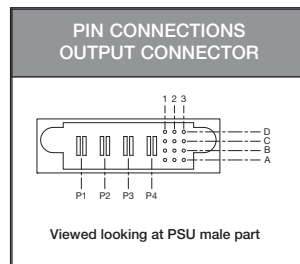 PIN CONNECTIONS
OUTPUT CONNECTOR
1 2 3
D
C
B
A
P1 P2 P3 P4
Viewed looking at PSU male part